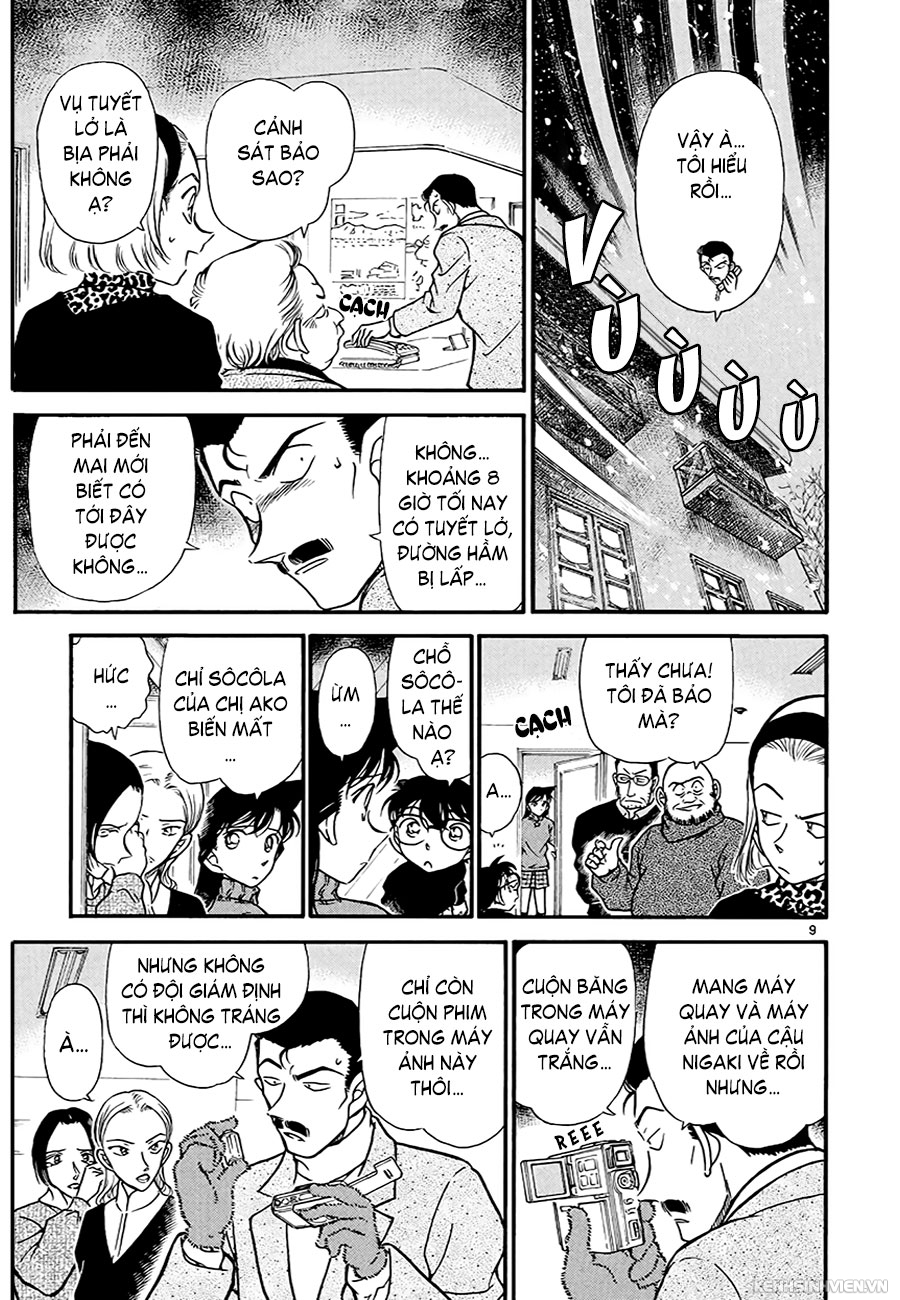 VẬY À...
TÔI HIỂU
RỒI...
VÙÙÙÙÙ
CẢNH
SÁT BẢO
SAO?
VỤ TUYẾT
LỞ LÀ
BỊA PHẢI
KHÔNG
Ạ?
CẠCH
KHÔNG...
KHOẢNG 8
GIỜ TỐI NAY
CÓ TUYẾT LỞ,
ĐƯỜNG HẦM
BỊ LẤP...
PHẢI ĐẾN
MAI MỚI
BIẾT CÓ
TỚI ĐÂY
ĐƯỢC
KHÔNG...
THẤY CHƯA!
TÔI ĐÃ BẢO
MÀ?
CẠCH
A...
CHỖ
SÔCÔ-
LA THẾ
NÀO
Ạ?
ỪM
...
CHỈ SÔCÔLA
CỦA CHỊ AKO
BIẾN MẤT
...
HỨC
...
9
MANG MÁY
QUAY VÀ MÁY
ẢNH CỦA CẬU
NIGAKI VỀ RỒI
NHƯNG...
CUỘN BĂNG
TRONG MÁY
QUAY VẪN
TRẮNG...
REEE
CHỈ CÒN
CUỘN PHIM
TRONG MÁY
ẢNH NÀY
THÔI...
NHƯNG KHÔNG
CÓ ĐỘI GIÁM ĐỊNH
THÌ KHÔNG TRÁNG
ĐƯỢC...
À...
KENHSINHVIEN.VN